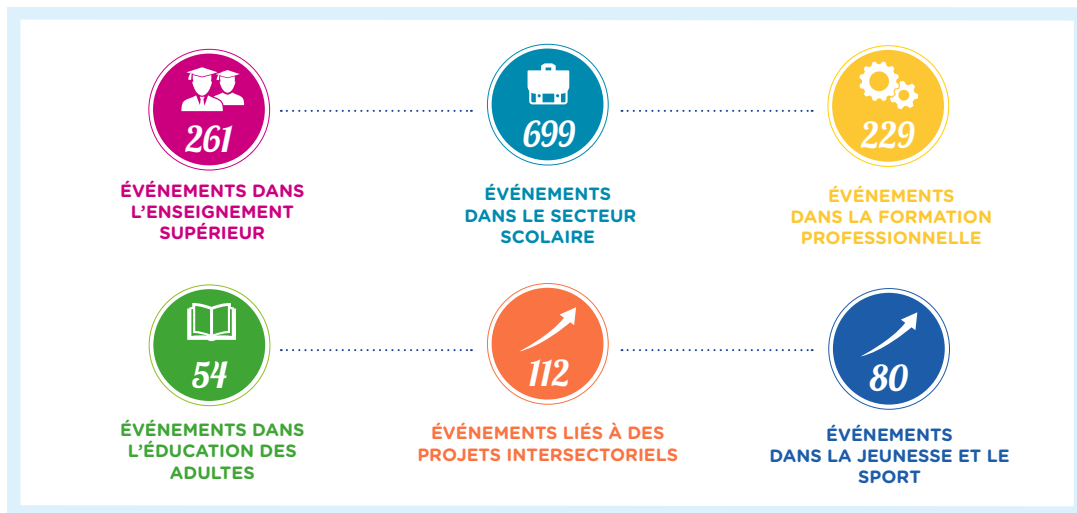 261
ÉVÉNEMENTS DANS
L'ENSEIGNEMENT
SUPÉRIEUR
699
ÉVÉNEMENTS
DANS LE SECTEUR
SCOLAIRE
229
ÉVÉNEMENTS
DANS LA FORMATION
PROFESSIONNELLE
54
ÉVÉNEMENTS DANS
L'ÉDUCATION DES
ADULTES
112
ÉVÉNEMENTS LIÉS À DES
PROJETS INTERSECTORIELS
80
ÉVÉNEMENTS
DANS LA JEUNESSE ET LE
SPORT